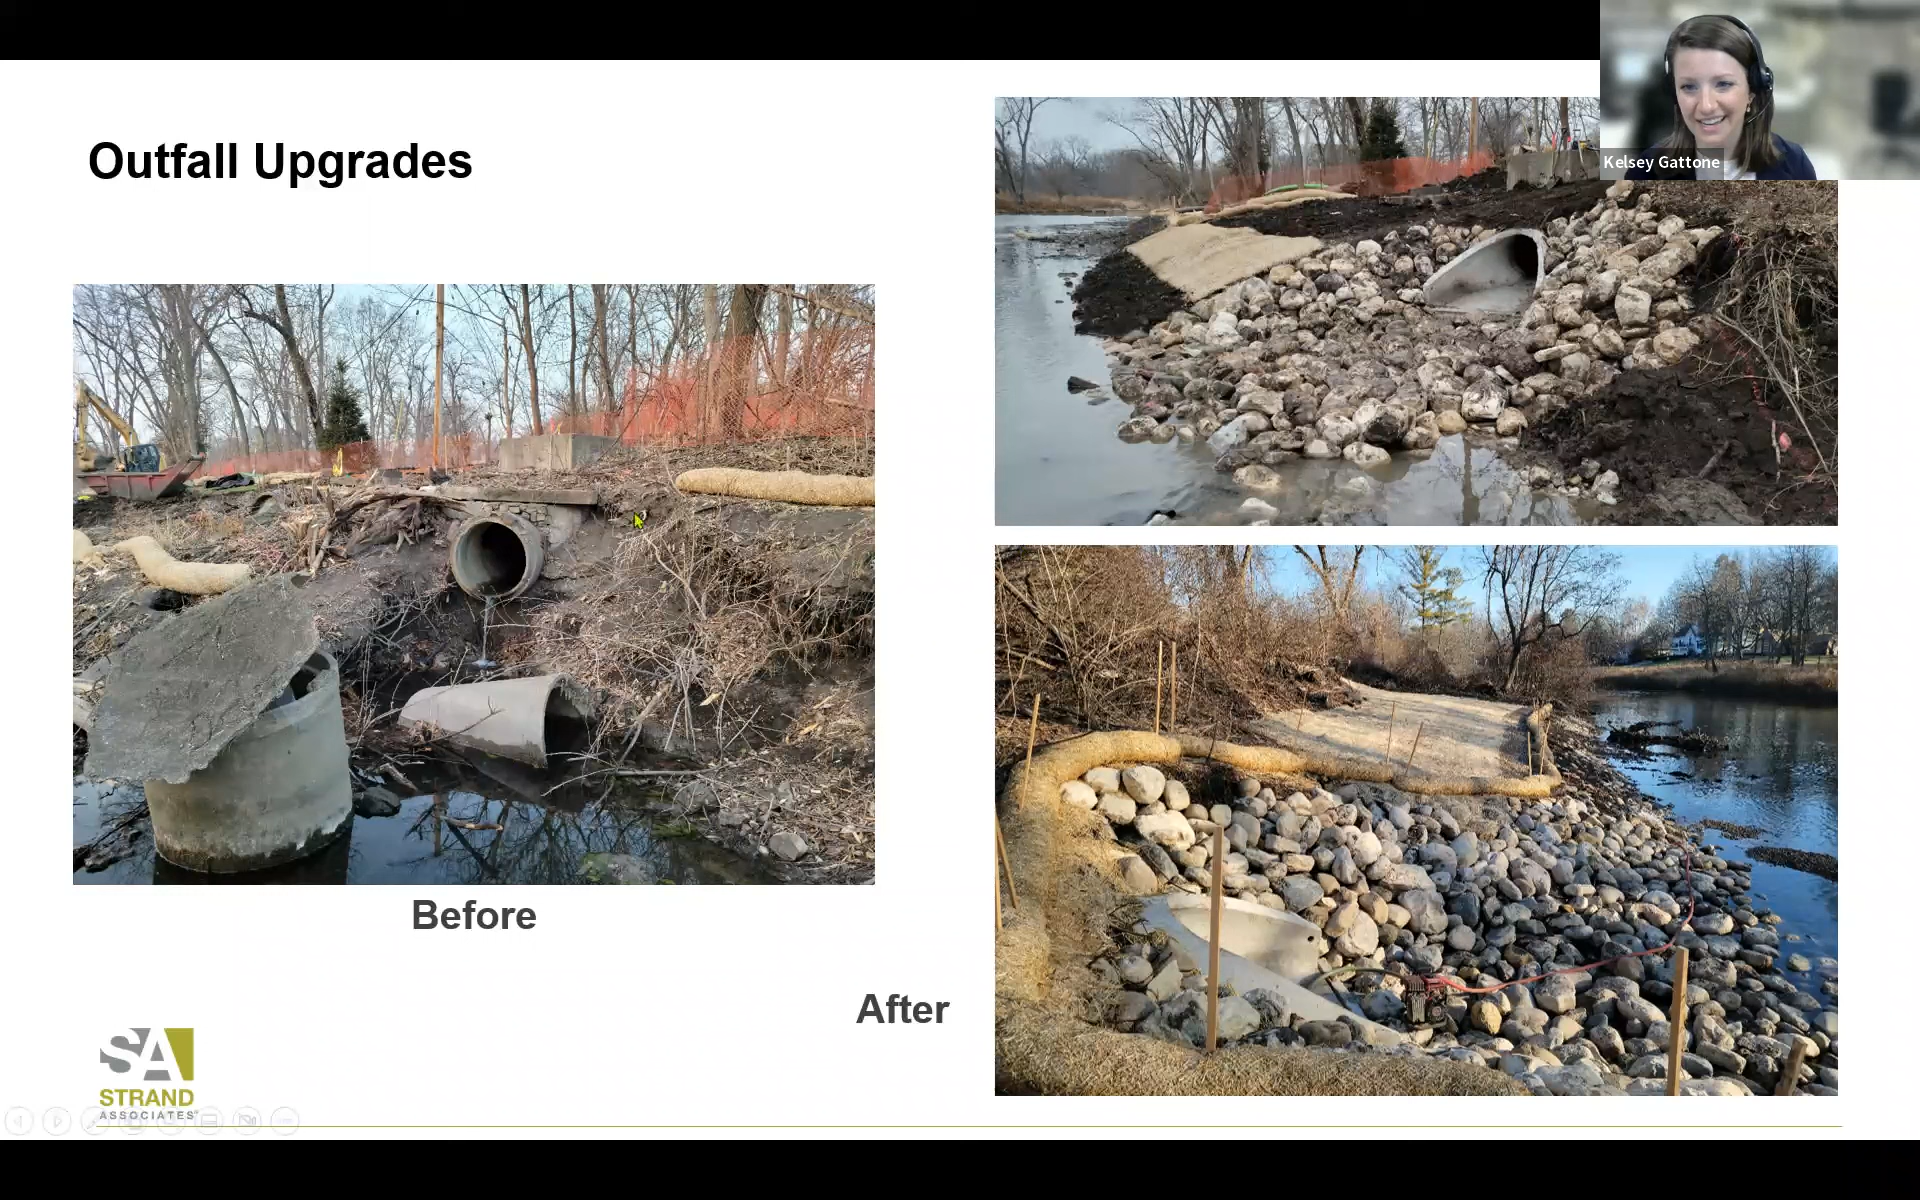 Kelsey Gattone
Outfall Upgrades
Before
After
SA
STRAND
ASSOCIATES